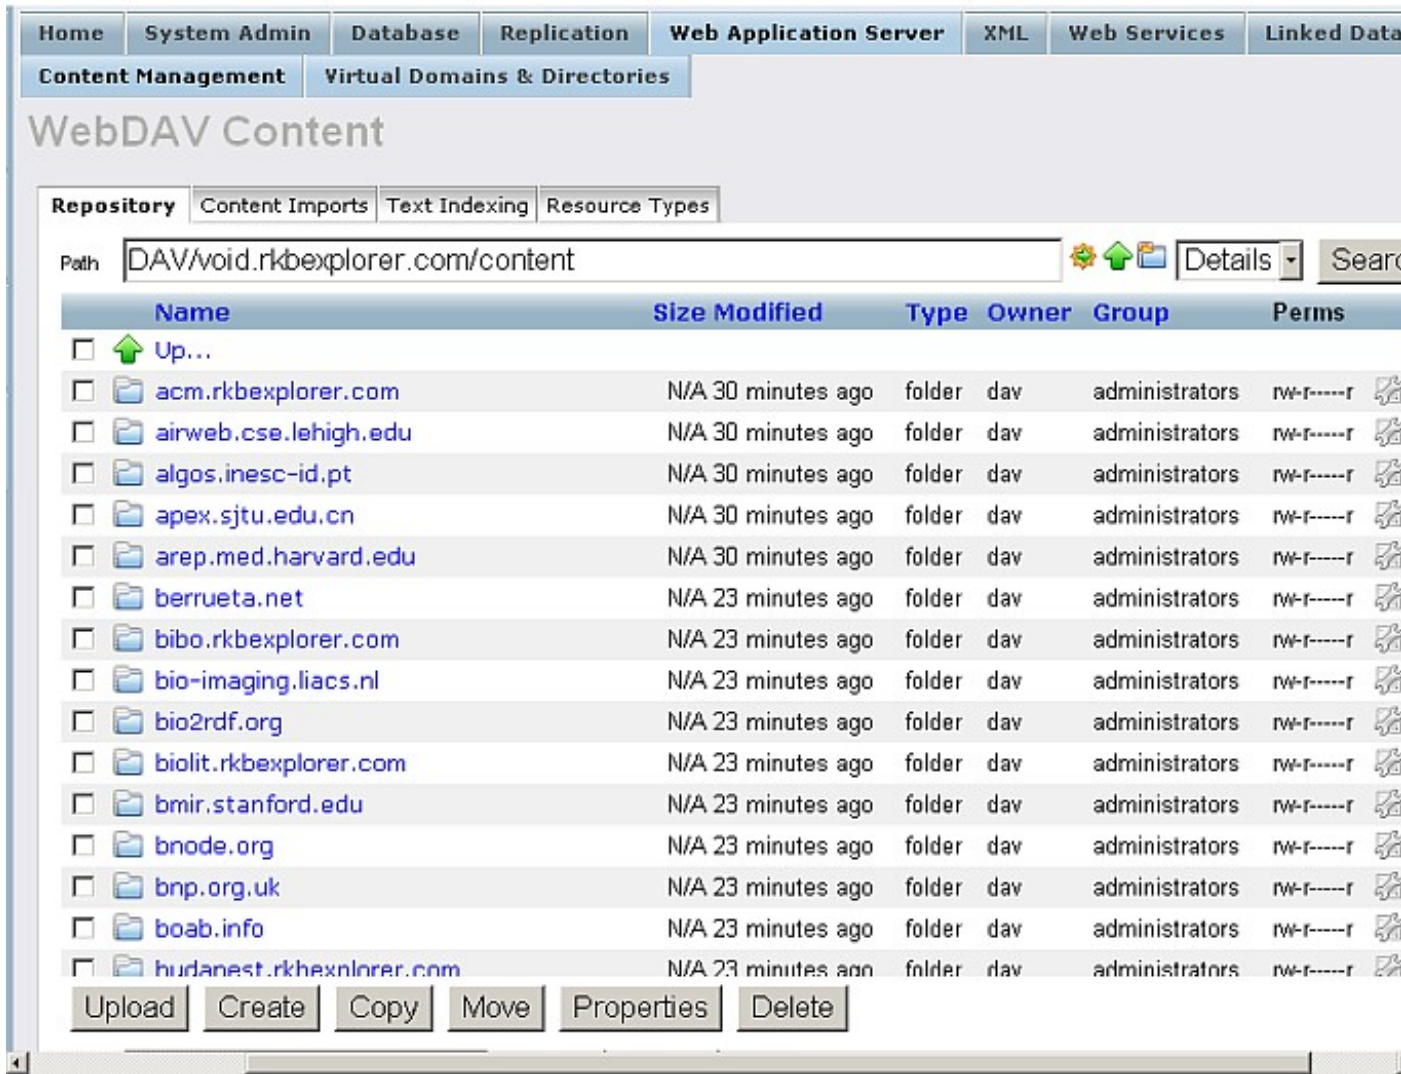 Home System Admin Database Replication Web Application Server XML Web Services Linked Data
Content Management Virtual Domains & Directories
WebDAV Content
Repository Content Imports Text Indexing Resource Types
Path DAV/void.rkbexplorer.com/content Details
Name Size Modified Type Owner Group Perms
Up...
acm.rkbexplorer.com N/A 30 minutes ago folder dav administrators rw-r-----r
airweb.cse.lehigh.edu N/A 30 minutes ago folder dav administrators rw-r-----r
algos.inesc-id.pt N/A 30 minutes ago folder dav administrators rw-r-----r
apex.sjtu.edu.cn N/A 30 minutes ago folder dav administrators rw-r-----r
arep.med.harvard.edu N/A 30 minutes ago folder dav administrators rw-r-----r
berrueta.net N/A 23 minutes ago folder dav administrators rw-r-----r
bibo.rkbexplorer.com N/A 23 minutes ago folder dav administrators rw-r-----r
bio-imaging.liacs.nl N/A 23 minutes ago folder dav administrators rw-r-----r
bio2rdf.org N/A 23 minutes ago folder dav administrators rw-r-----r
biolit.rkbexplorer.com N/A 23 minutes ago folder dav administrators rw-r-----r
bmir.stanford.edu N/A 23 minutes ago folder dav administrators rw-r-----r
bnode.org N/A 23 minutes ago folder dav administrators rw-r-----r
bnp.org.uk N/A 23 minutes ago folder dav administrators rw-r-----r
boab.info N/A 23 minutes ago folder dav administrators rw-r-----r
budapest.rkbexplorer.com N/A 23 minutes ago folder dav administrators rw-r-----r
Upload Create Copy Move Properties Delete